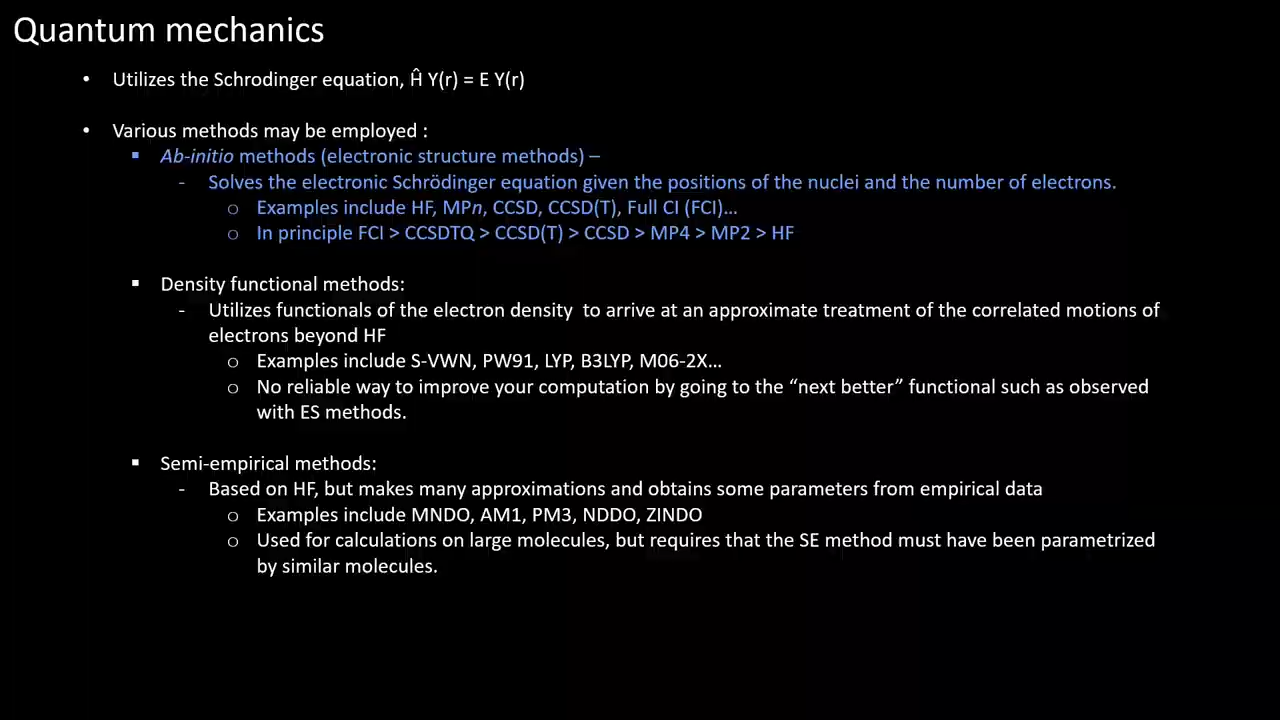 Quantum mechanics
• Utilizes the Schrodinger equation, Ĥ Y(r) = E Y(r)
• Various methods may be employed :
▪ Ab-initio methods (electronic structure methods) –
- Solves the electronic Schrödinger equation given the positions of the nuclei and the number of electrons.
o Examples include HF, MPn, CCSD, CCSD(T), Full CI (FCI)…
o In principle FCI > CCSDTQ > CCSD(T) > CCSD > MP4 > MP2 > HF
▪ Density functional methods:
- Utilizes functionals of the electron density to arrive at an approximate treatment of the correlated motions of
electrons beyond HF
o Examples include S-VWN, PW91, LYP, B3LYP, M06-2X…
o No reliable way to improve your computation by going to the “next better” functional such as observed
with ES methods.
▪ Semi-empirical methods:
- Based on HF, but makes many approximations and obtains some parameters from empirical data
o Examples include MNDO, AM1, PM3, NDDO, ZINDO
o Used for calculations on large molecules, but requires that the SE method must have been parametrized
by similar molecules.